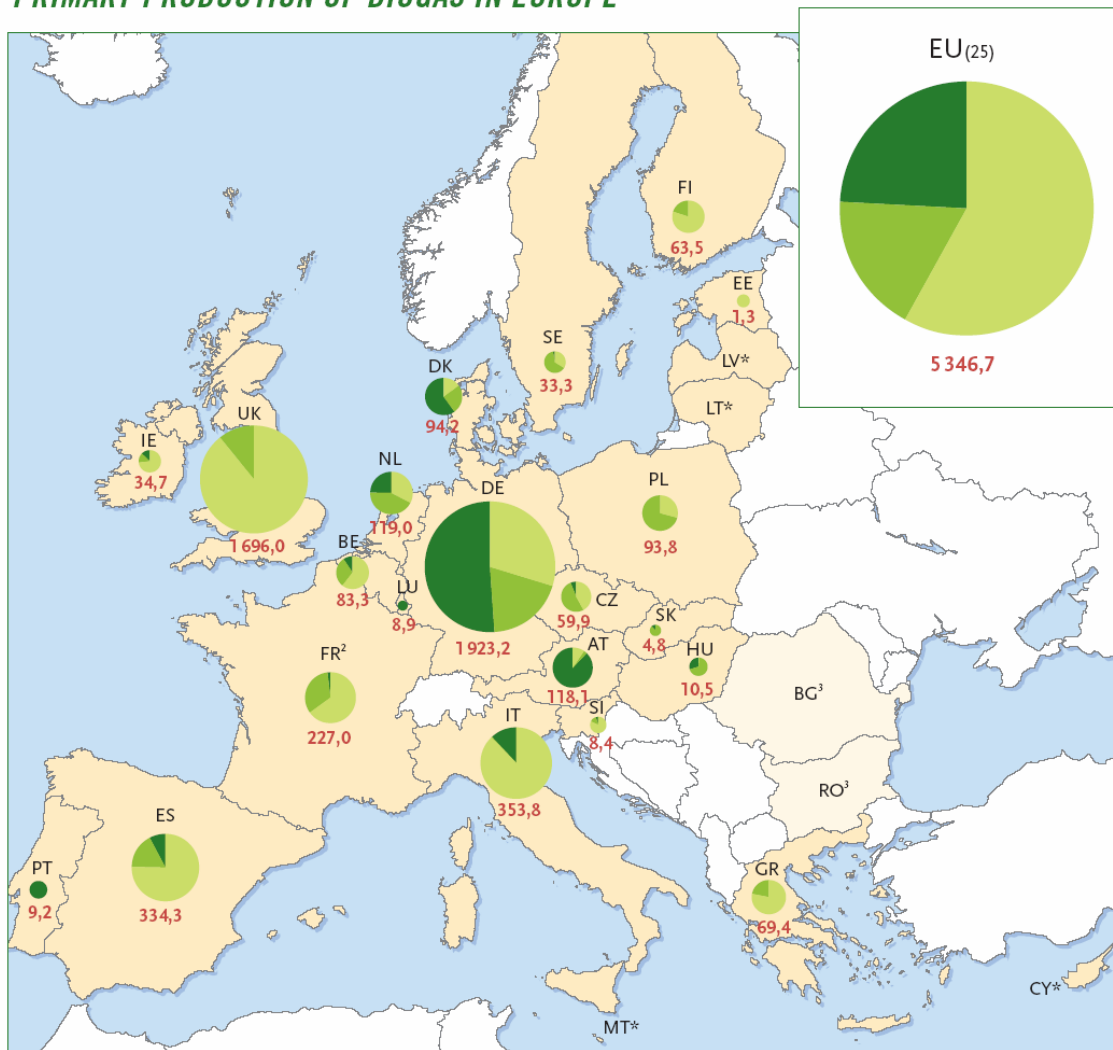 PRIMARY PRODUCTION OF BIOGAS IN EUROPE
EU(25)
5 346,7
FI
63,5
EE
1,3
SE
33,3
LV*
DK
94,2
LT*
UK
1 696,0
IE
34,7
NL
119,0
DE
1 923,2
PL
93,8
BE
83,3
LU
8,9
CZ
59,9
SK
4,8
AT
118,1
HU
10,5
FR²
227,0
SI
8,4
BG³
IT
353,8
RO³
ES
334,3
PT
9,2
GR
69,4
CY*
MT*